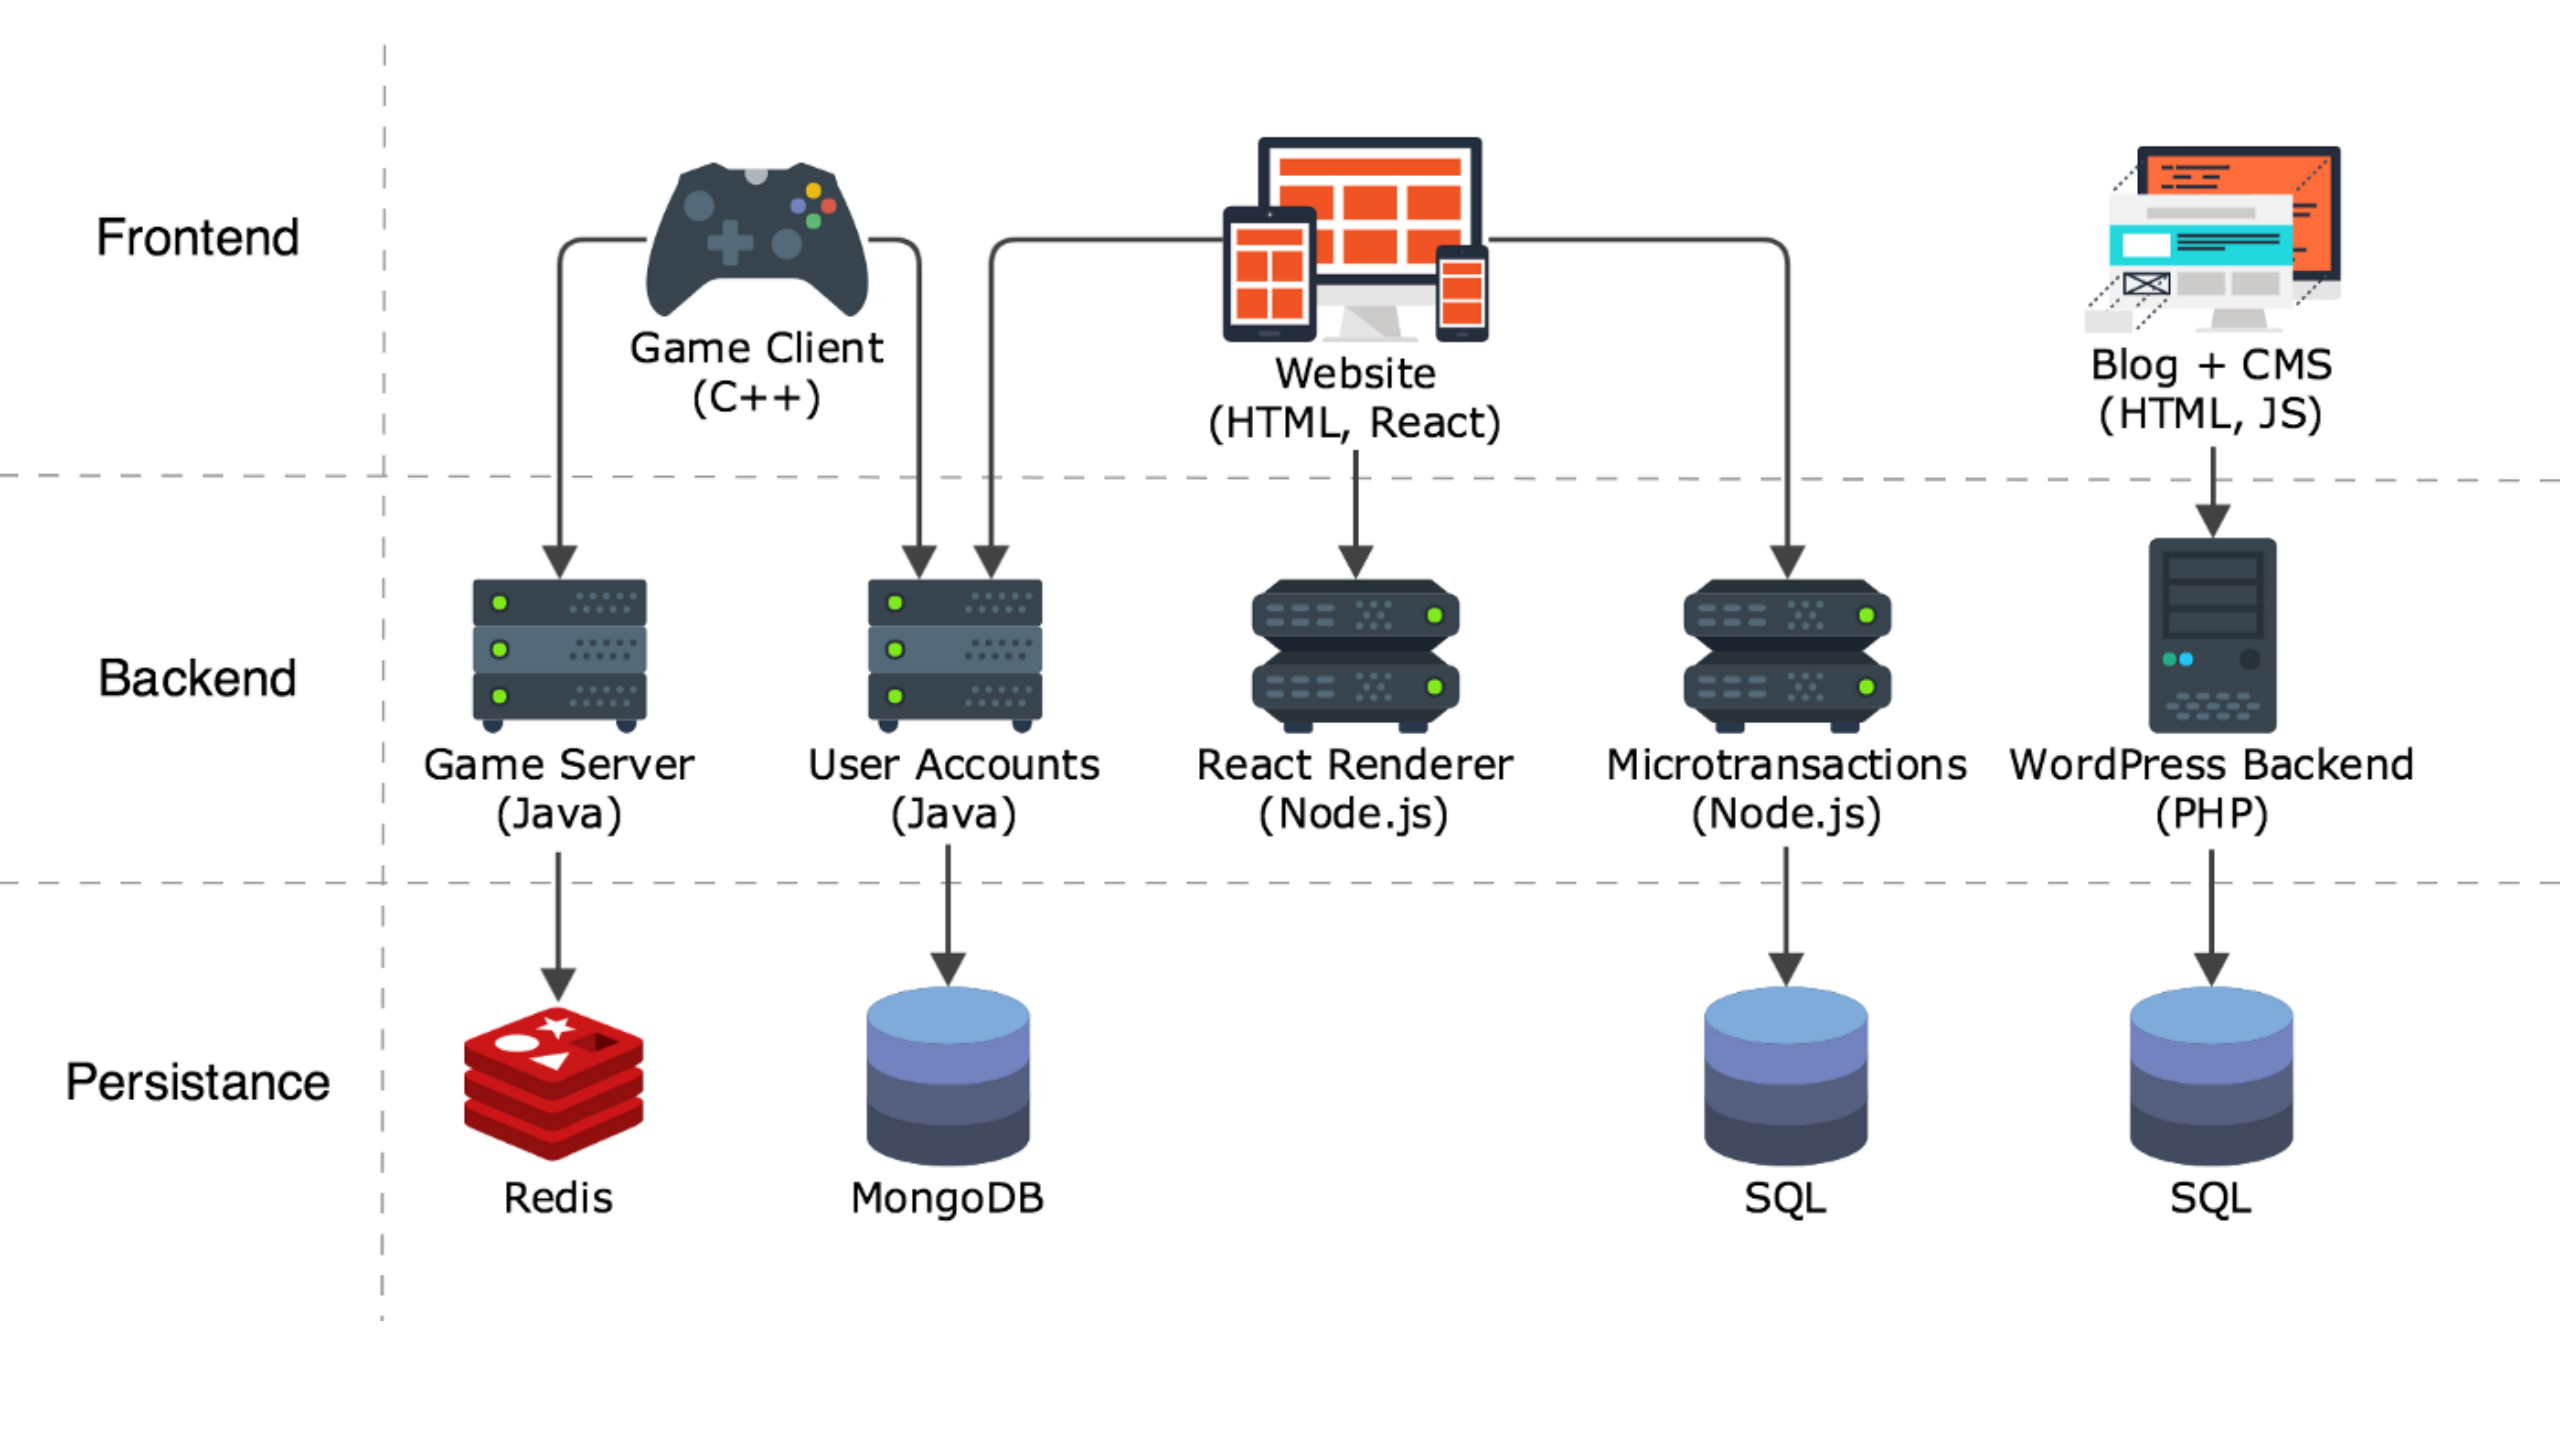 Frontend
Game Client
(C++)
Website
(HTML, React)
Blog + CMS
(HTML, JS)
Backend
Game Server
(Java)
User Accounts
(Java)
React Renderer
(Node.js)
Microtransactions
(Node.js)
WordPress Backend
(PHP)
Persistance
Redis
MongoDB
SQL
SQL